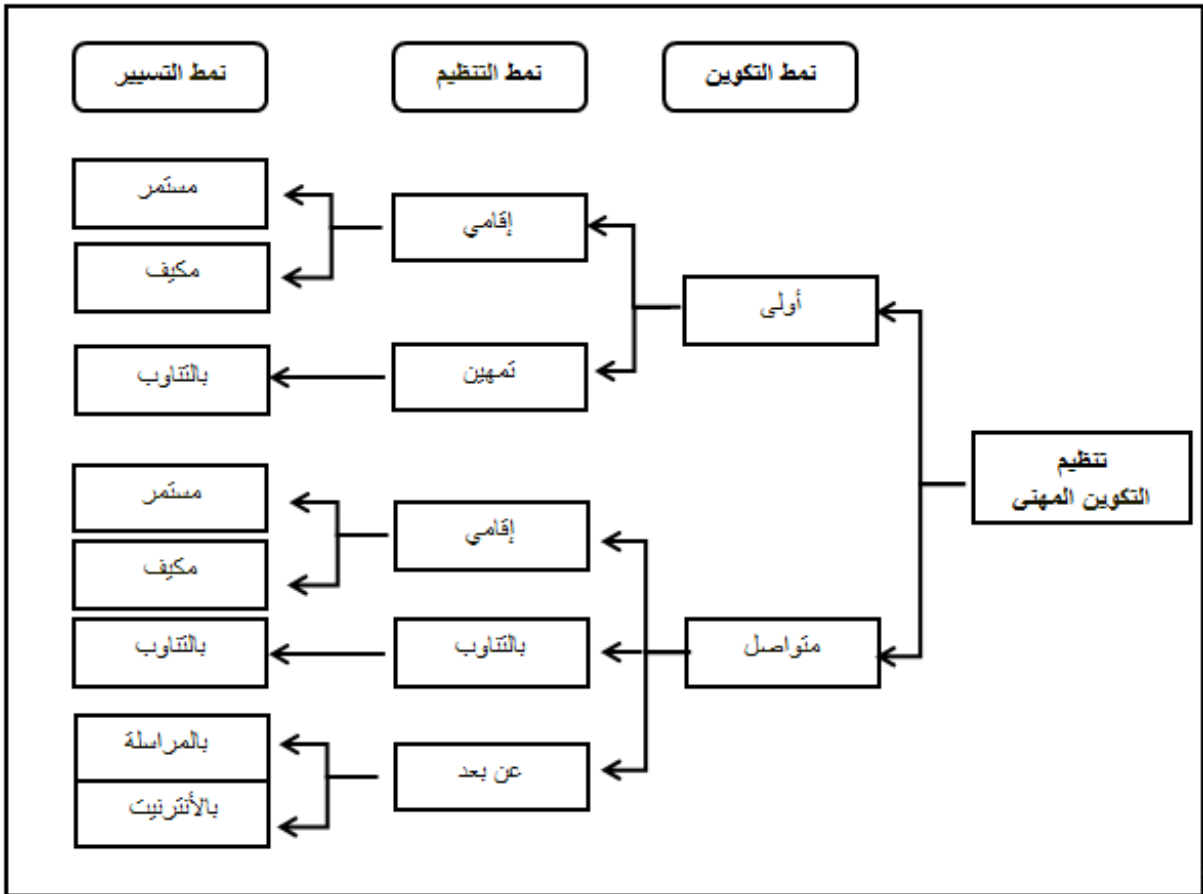 نمط التكوين
نمط التنظيم
نمط التسيير
تنظيم
التكوين المهني
أولى
إقامي
مستمر
مكيف
تمهين
بالتناوب
متواصل
إقامي
مستمر
مكيف
بالتناوب
بالتناوب
عن بعد
بالمراسلة
بالأنترنيت